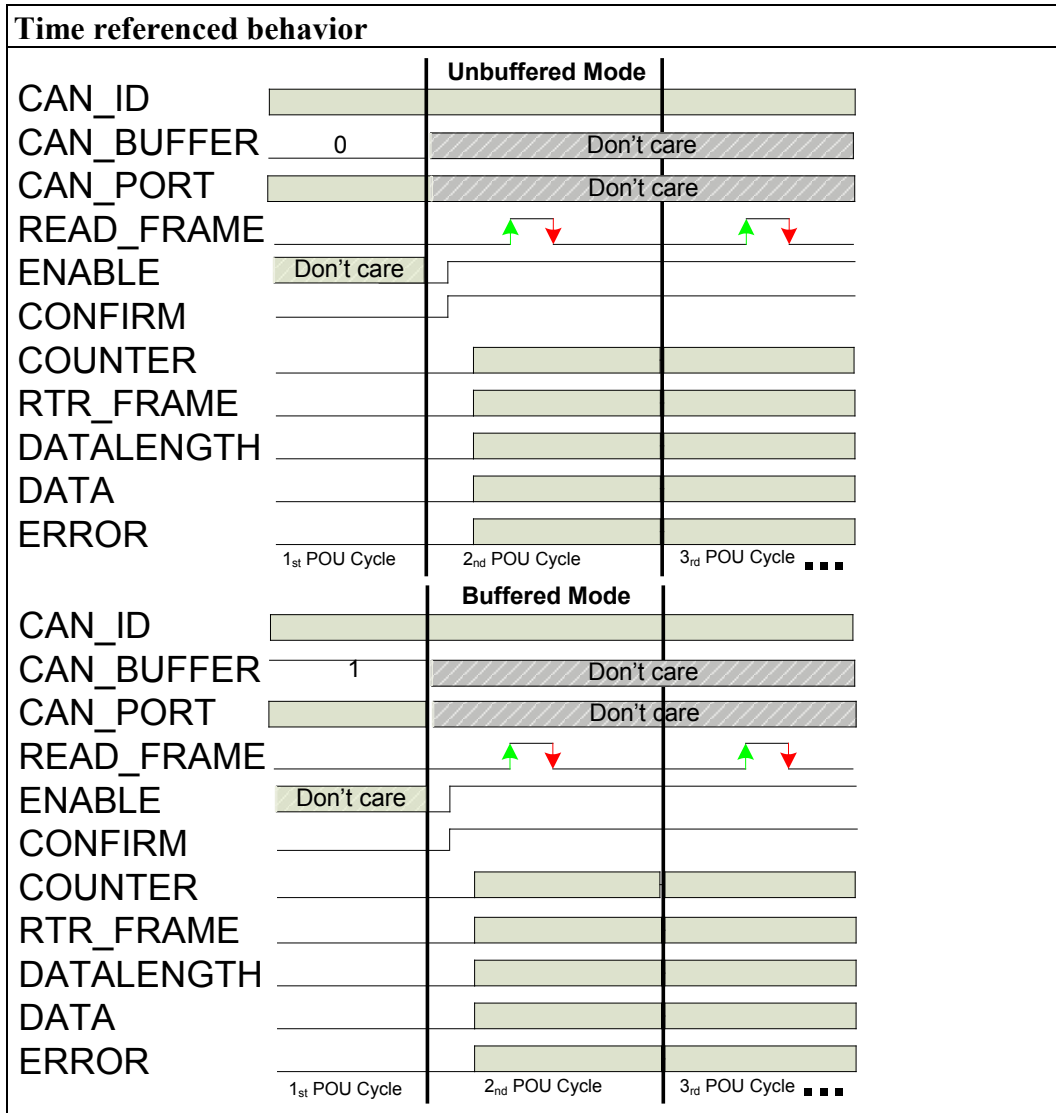 Time referenced behavior
Unbuffered Mode
CAN_ID
CAN_BUFFER 0 Don't care
CAN_PORT Don't care
READ_FRAME
ENABLE Don't care
CONFIRM
COUNTER
RTR_FRAME
DATALENGTH
DATA
ERROR
1st POU Cycle 2nd POU Cycle 3rd POU Cycle ...
Buffered Mode
CAN_ID
CAN_BUFFER 1 Don't care
CAN_PORT Don't care
READ_FRAME
ENABLE Don't care
CONFIRM
COUNTER
RTR_FRAME
DATALENGTH
DATA
ERROR
1st POU Cycle 2nd POU Cycle 3rd POU Cycle ...